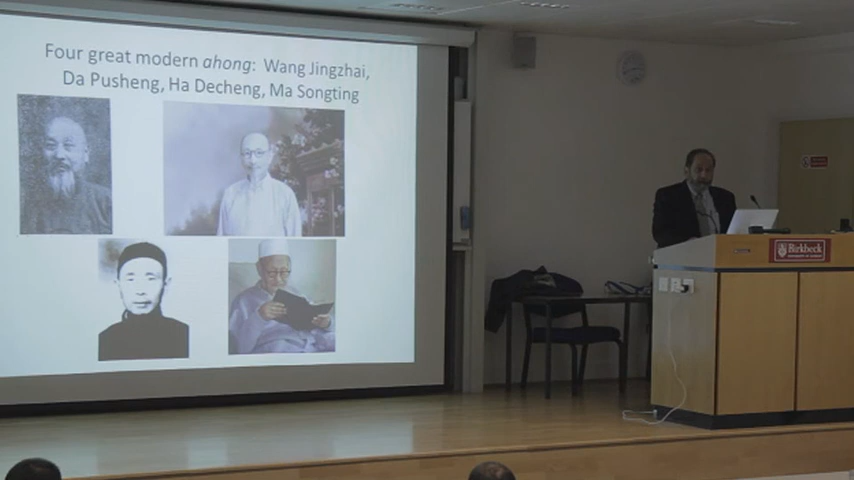 Four great modern ahong: Wang Jingzhai,
Da Pusheng, Ha Decheng, Ma Songting
Birkbeck